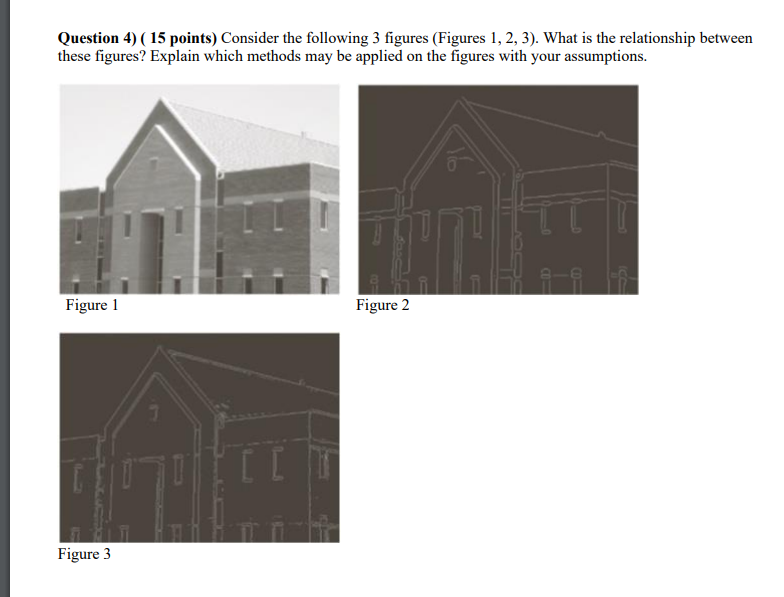 Question 4) ( 15 points) Consider the following 3 figures (Figures 1, 2, 3). What is the relationship between
these figures? Explain which methods may be applied on the figures with your assumptions.
Figure 1
Figure 2
Figure 3